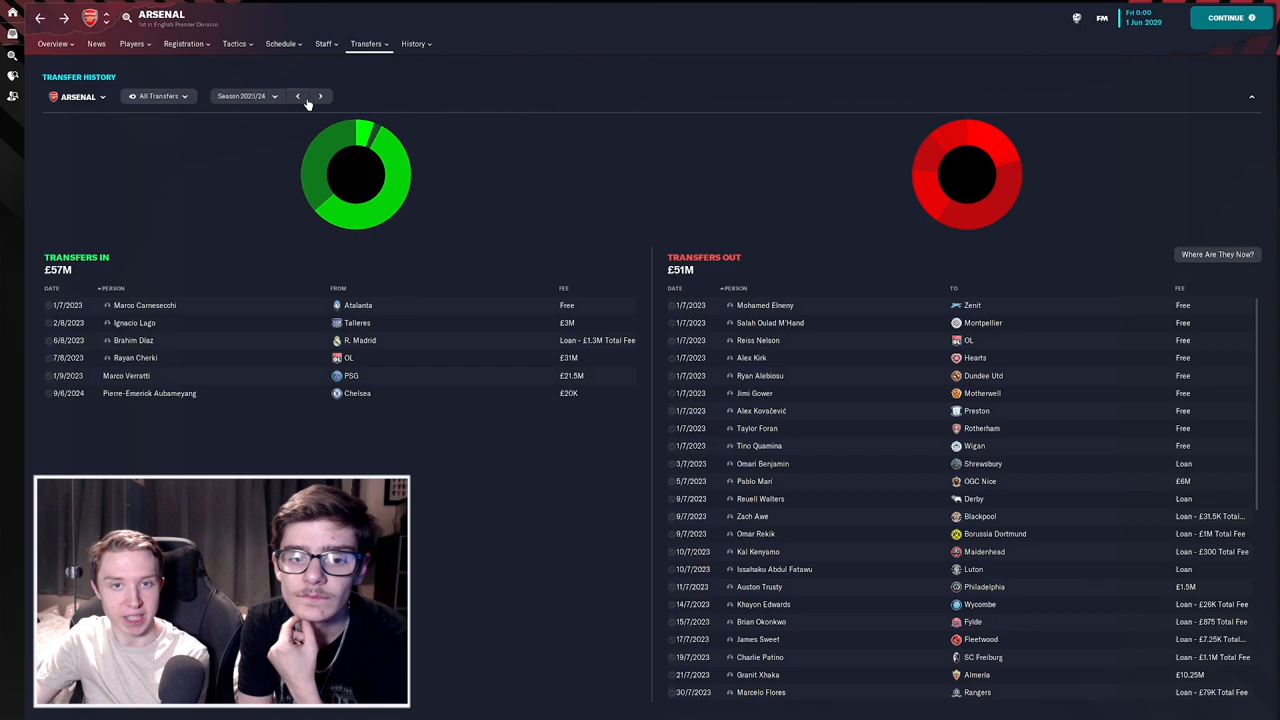 ARSENAL
1st in English Premier Division
FM
Fri 0:00
1 Jun 2029
CONTINUE
Overview
News
Players
Registration
Tactics
Schedule
Staff
Transfers
History
TRANSFER HISTORY
ARSENAL
All Transfers
Season 2023/24
TRANSFERS IN
£57M
DATE PERSON FROM FEE
1/7/2023 Marco Carnesecchi Atalanta Free
2/8/2023 Ignacio Lago Talleres £3M
6/8/2023 Brahim Díaz R. Madrid Loan - £1.3M Total Fee
7/8/2023 Rayan Cherki OL £31M
1/9/2023 Marco Verratti PSG £21.5M
9/6/2024 Pierre-Emerick Aubameyang Chelsea £20K
TRANSFERS OUT
£51M
Where Are They Now?
DATE PERSON TO FEE
1/7/2023 Mohamed Elneny Zenit Free
1/7/2023 Salah Oulad M'Hand Montpellier Free
1/7/2023 Reiss Nelson OL Free
1/7/2023 Alex Kirk Hearts Free
1/7/2023 Ryan Alebiosu Dundee Utd Free
1/7/2023 Jimi Gower Motherwell Free
1/7/2023 Alex Kovačević Preston Free
1/7/2023 Taylor Foran Rotherham Free
1/7/2023 Tino Quamina Wigan Free
3/7/2023 Omari Benjamin Shrewsbury Loan
5/7/2023 Pablo Marí OGC Nice £6M
9/7/2023 Reuell Walters Derby Loan
9/7/2023 Zach Awe Blackpool Loan - £31.5K Total...
9/7/2023 Omar Rekik Borussia Dortmund Loan - £1M Total Fee
10/7/2023 Kal Kenyamo Maidenhead Loan - £300 Total Fee
10/7/2023 Issahaku Abdul Fatawu Luton Loan
11/7/2023 Auston Trusty Philadelphia £1.5M
14/7/2023 Khayon Edwards Wycombe Loan - £26K Total Fee
15/7/2023 Brian Okonkwo Fylde Loan - £875 Total Fee
17/7/2023 James Sweet Fleetwood Loan - £7.25K Total...
19/7/2023 Charlie Patino SC Freiburg Loan - £1.1M Total Fee
21/7/2023 Granit Xhaka Almería £10.25M
30/7/2023 Marcelo Flores Rangers Loan - £79K Total Fee